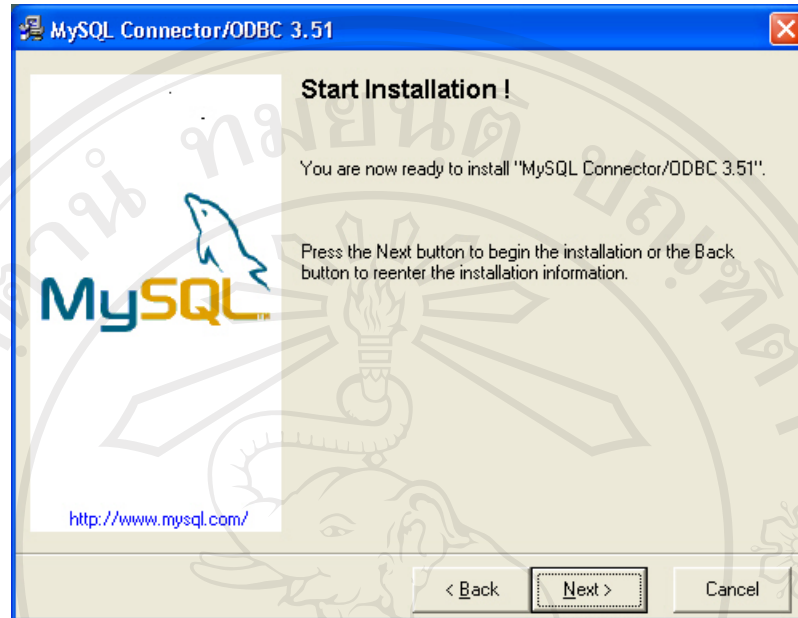 MySQL Connector/ODBC 3.51
Start Installation !
You are now ready to install "MySQL Connector/ODBC 3.51".
Press the Next button to begin the installation or the Back
button to reenter the installation information.
MySQL
http://www.mysql.com/
< Back
Next >
Cancel